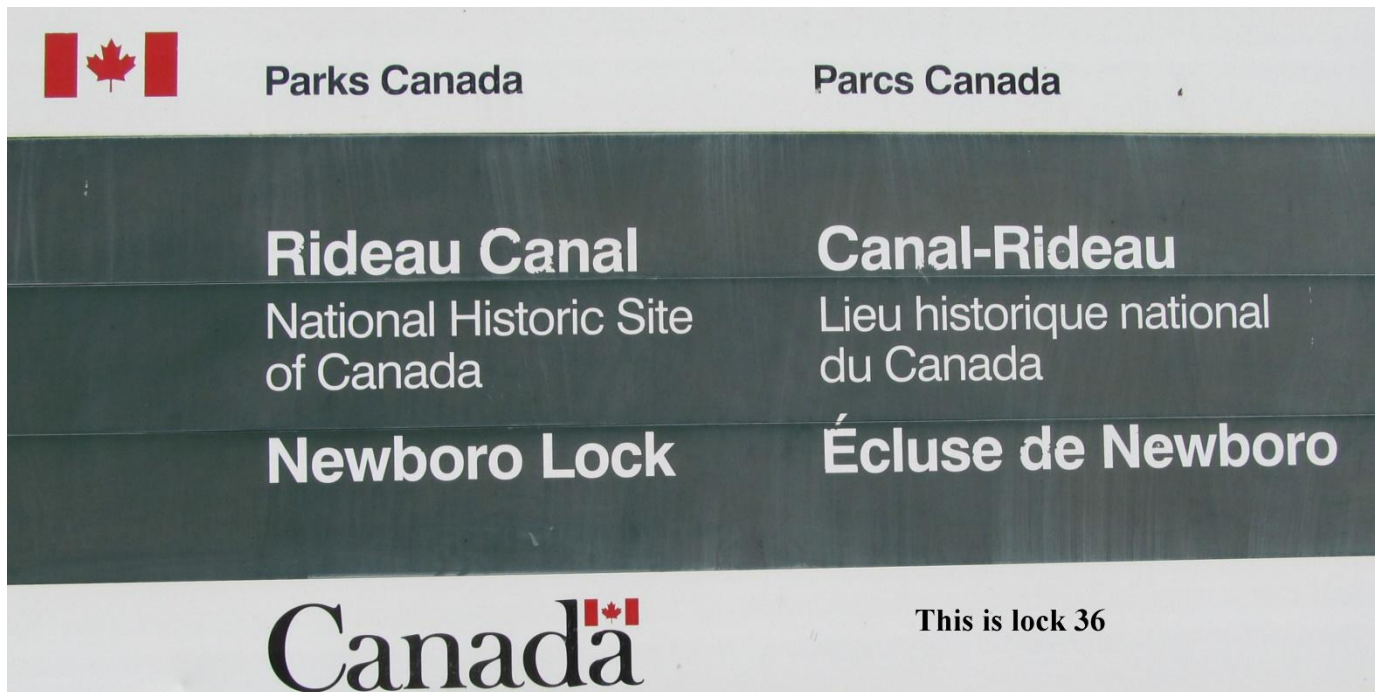 Parks Canada
Parcs Canada
Rideau Canal
National Historic Site
of Canada
Newboro Lock
Canal-Rideau
Lieu historique national
du Canada
Écluse de Newboro
Canada
This is lock 36